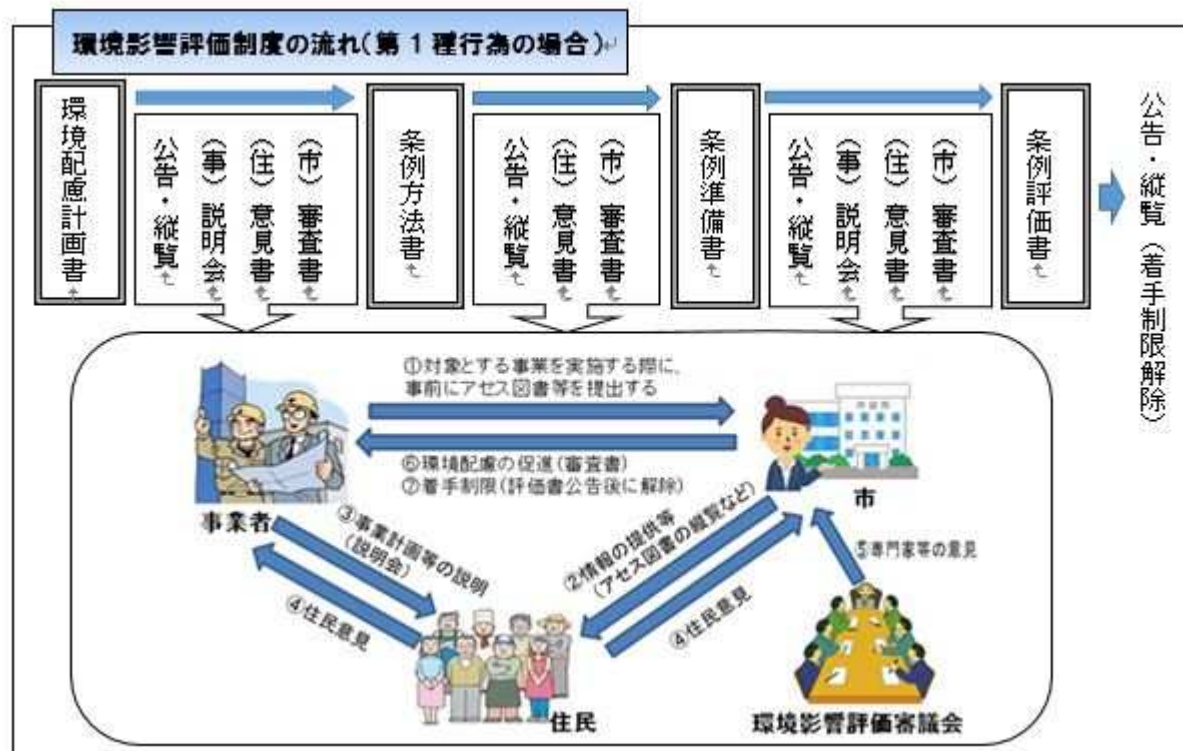 環境影響評価制度の流れ(第1種行為の場合)
環境配慮計画書
公告・縦覧
(事)説明会
(住)意見書
(市)審査書
条例方法書
公告・縦覧
(住)意見書
(市)審査書
条例準備書
公告・縦覧
(事)説明会
(住)意見書
(市)審査書
条例評価書
公告・縦覧(着手制限解除)
①対象とする事業を実施する際に、
事前にアセス図書等を提出する
⑥環境配慮の促進(審査書)
⑦着手制限(評価書公告後に解除)
事業者
市
③事業計画等の説明
(説明会)
④住民意見
②情報の提供等
(アセス図書の縦覧など)
④住民意見
⑤専門家等の意見
住民
環境影響評価審議会